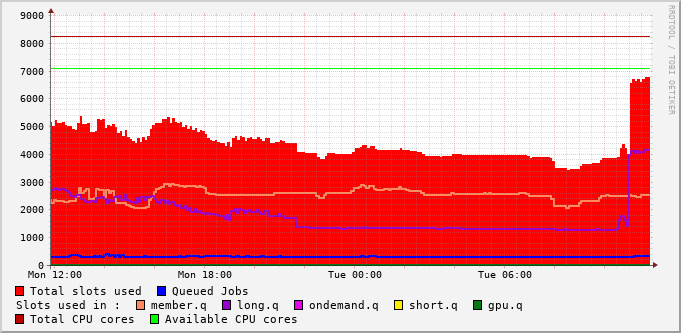 9000
8000
7000
6000
5000
4000
3000
2000
1000
0
Mon 12:00 Mon 18:00 Tue 00:00 Tue 06:00
RRDTOOL / TOBI OETIKER
Total slots used Queued Jobs
Slots used in : member.q long.q ondemand.q short.q gpu.q
Total CPU cores Available CPU cores